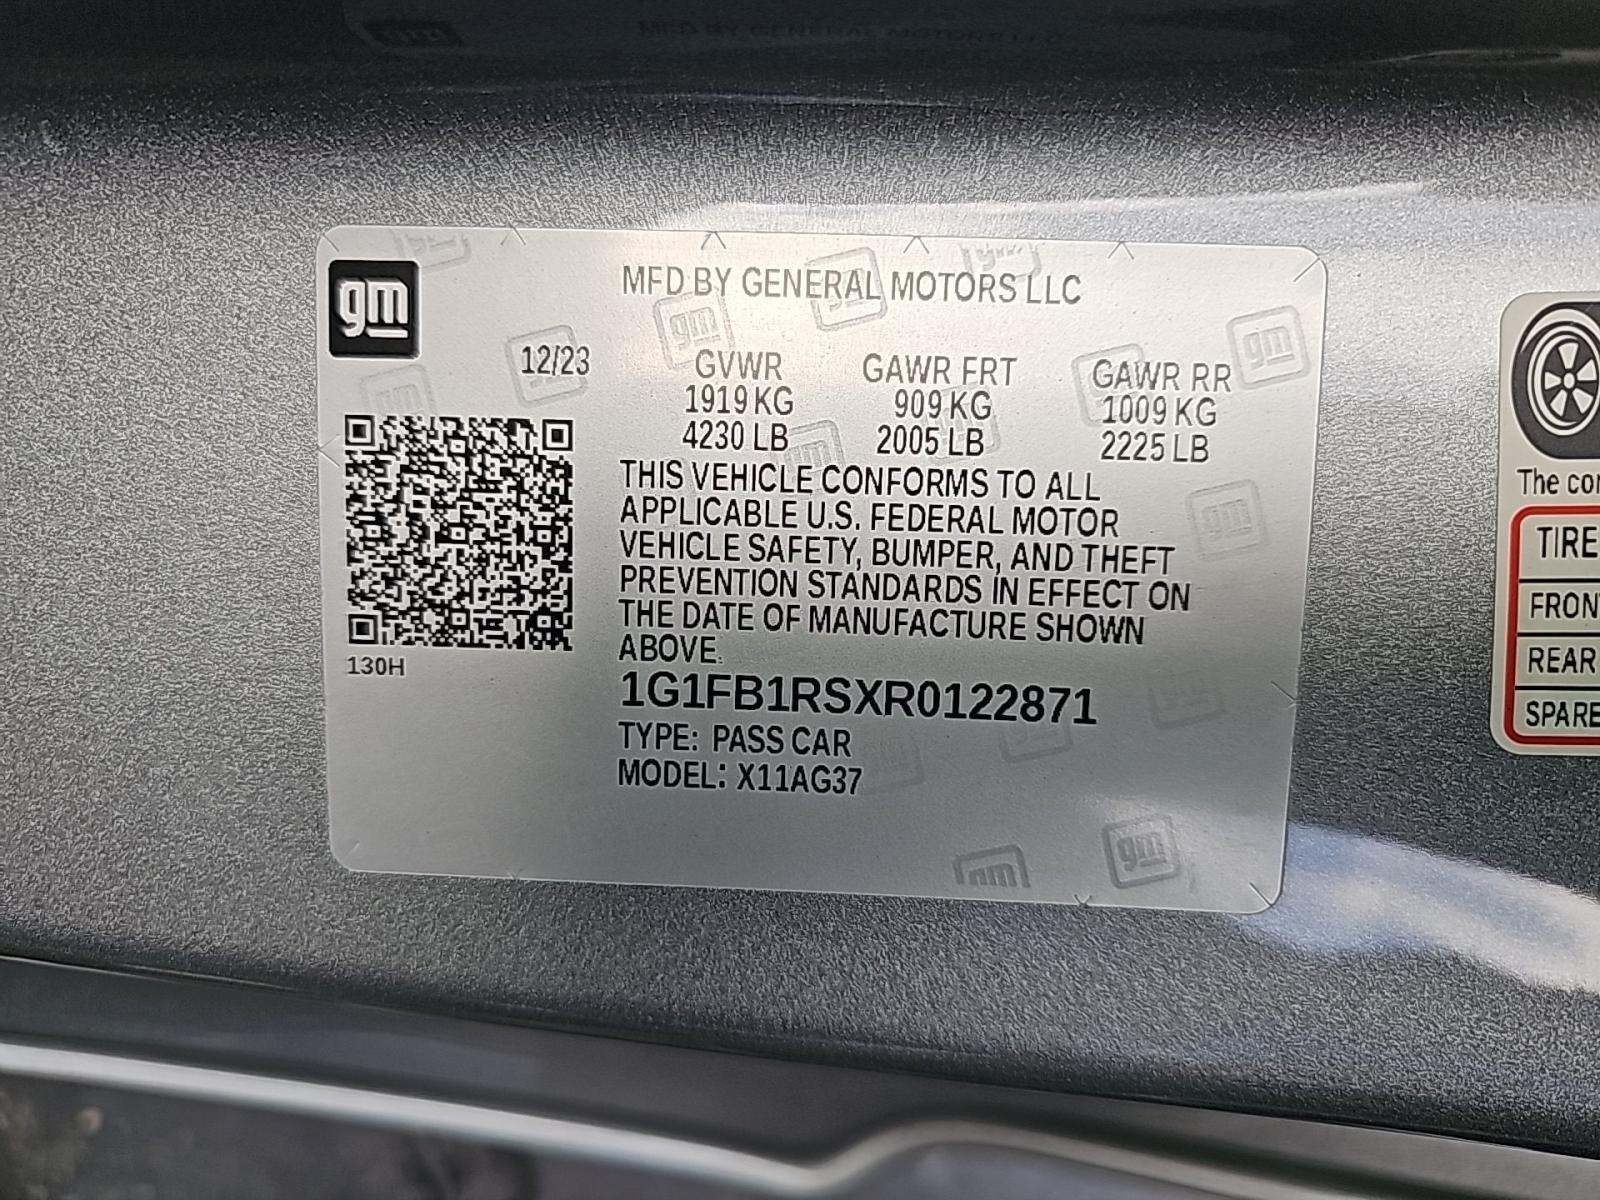 gm
MFD BY GENERAL MOTORS LLC
12/23
GVWR GAWR FRT GAWR RR
1919 KG 909 KG 1009 KG
4230 LB 2005 LB 2225 LB
THIS VEHICLE CONFORMS TO ALL
APPLICABLE U.S. FEDERAL MOTOR
VEHICLE SAFETY, BUMPER, AND THEFT
PREVENTION STANDARDS IN EFFECT ON
THE DATE OF MANUFACTURE SHOWN
ABOVE.
130H
1G1FB1RSXR0122871
TYPE: PASS CAR
MODEL: X11AG37
The
TIRE
REAR
SPARE